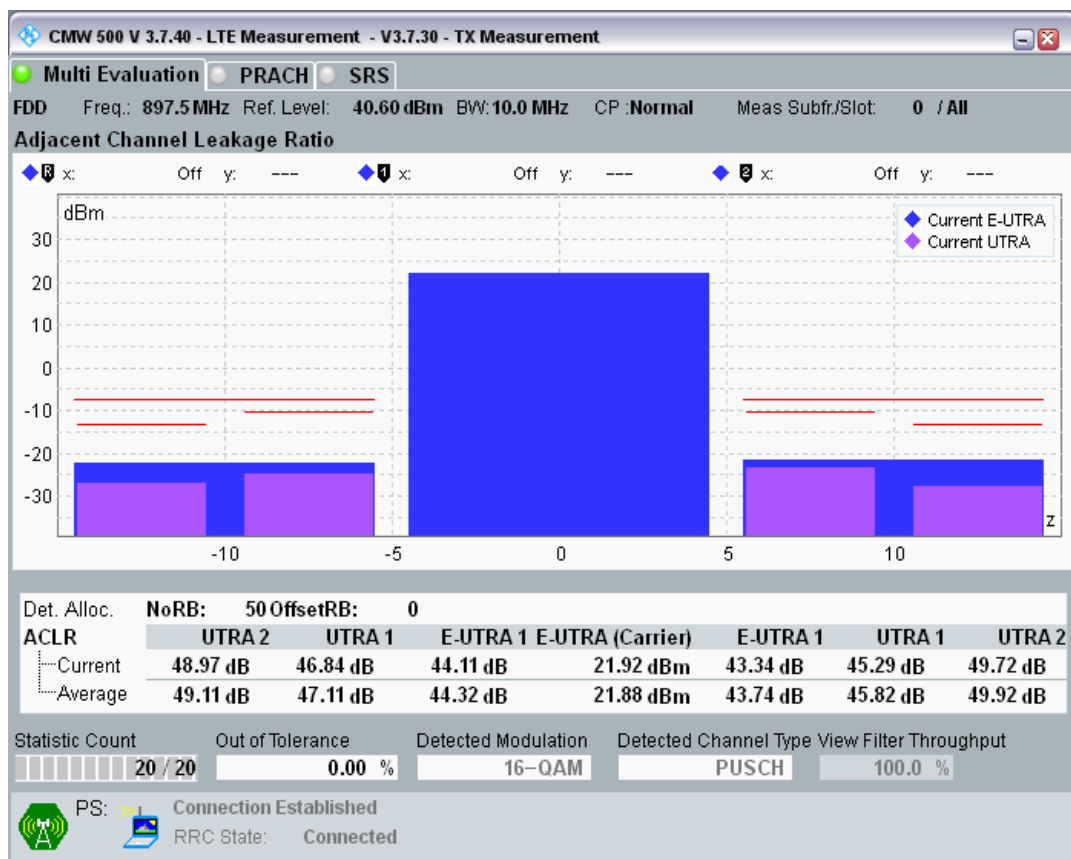 CMW 500 V 3.7.40 - LTE Measurement - V3.7.30 - TX Measurement
Multi Evaluation PRACH SRS
FDD Freq.: 897.5 MHz Ref. Level: 40.60 dBm BW: 10.0 MHz CP :Normal Meas Subfr./Slot: 0 / All
Adjacent Channel Leakage Ratio
R x: Off y: --- 1 x: Off y: --- 2 x: Off y: ---
dBm
Current E-UTRA
Current UTRA
30
20
10
0
-10
-20
-30
z
-10 -5 0 5 10
Det. Alloc. NoRB: 50 OffsetRB: 0
ACLR UTRA 2 UTRA 1 E-UTRA 1 E-UTRA (Carrier) E-UTRA 1 UTRA 1 UTRA 2
Current 48.97 dB 46.84 dB 44.11 dB 21.92 dBm 43.34 dB 45.29 dB 49.72 dB
Average 49.11 dB 47.11 dB 44.32 dB 21.88 dBm 43.74 dB 45.82 dB 49.92 dB
Statistic Count Out of Tolerance Detected Modulation Detected Channel Type View Filter Throughput
20 / 20 0.00 % 16-QAM PUSCH 100.0 %
PS: Connection Established
RRC State: Connected